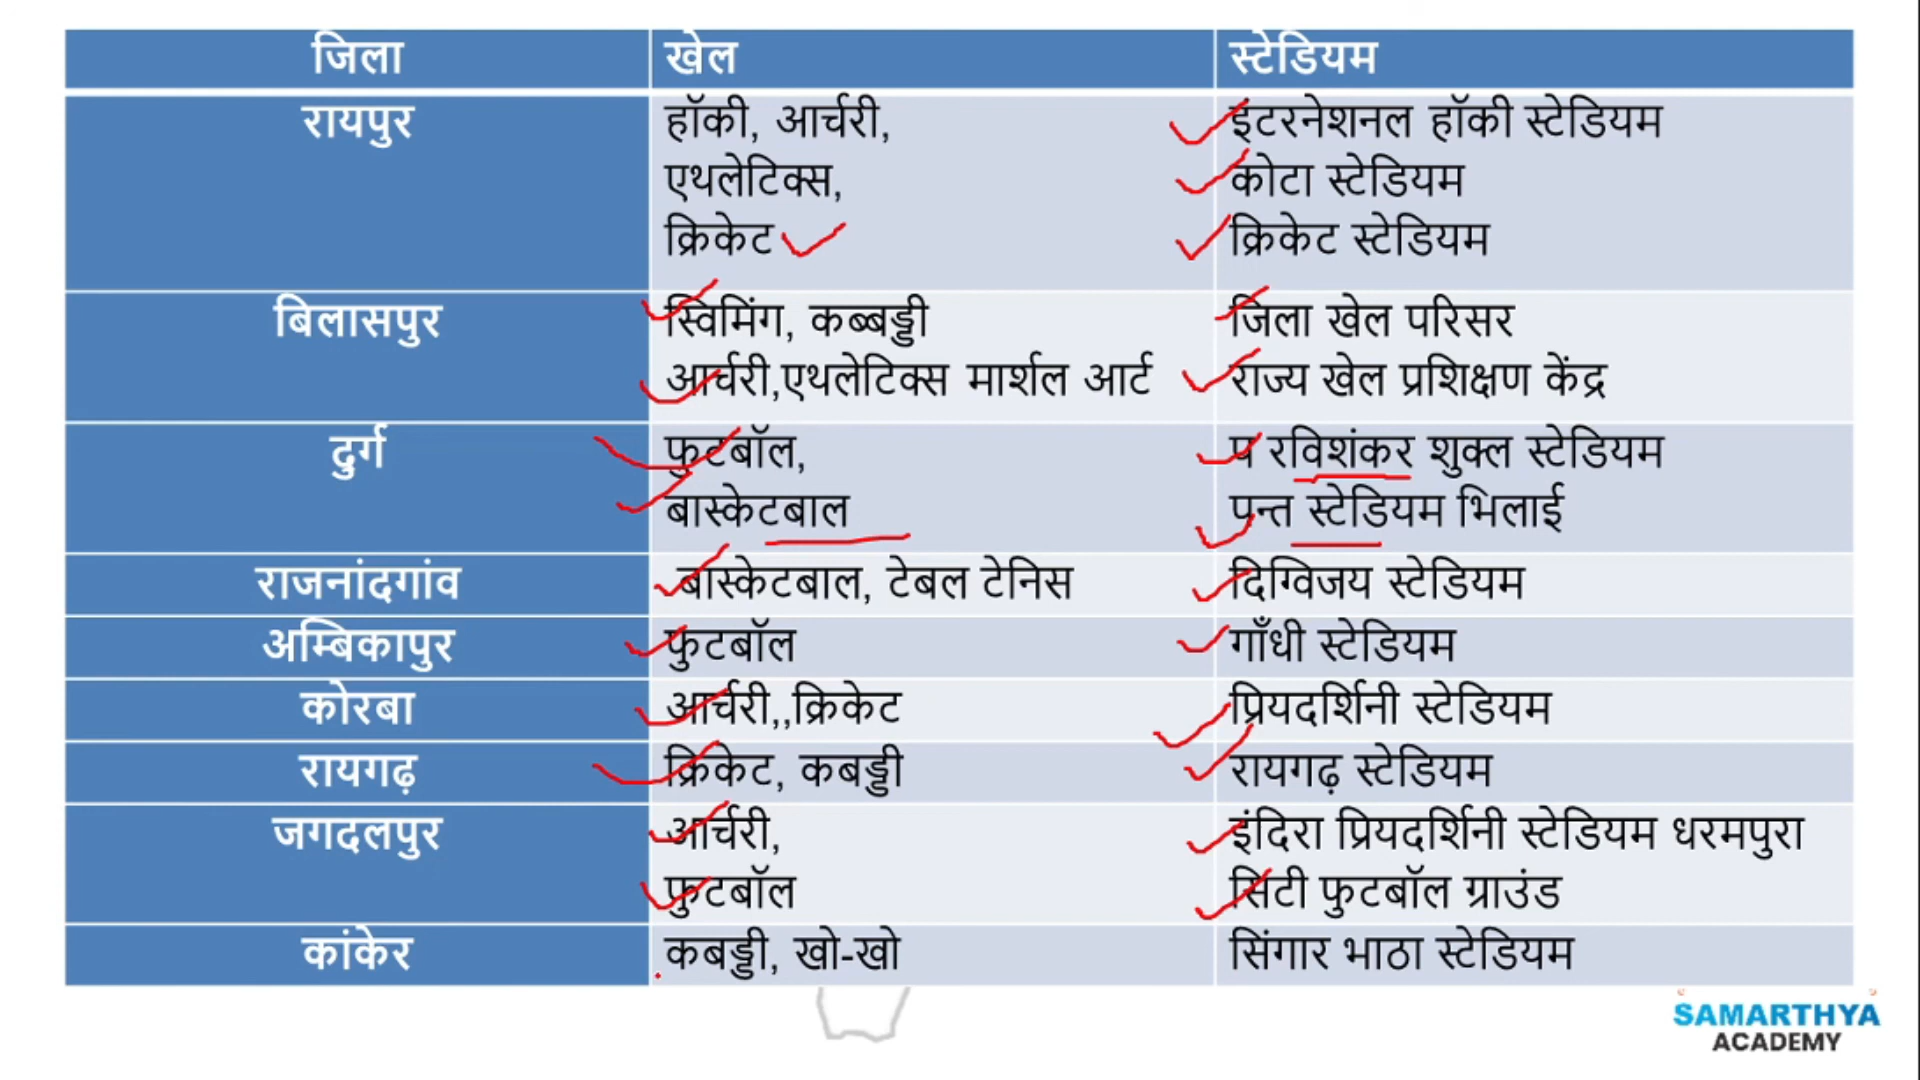 जिला खेल स्टेडियम
रायपुर हॉकी, आर्चरी, इटरनेशनल हॉकी स्टेडियम
एथलेटिक्स, कोटा स्टेडियम
क्रिकेट क्रिकेट स्टेडियम
बिलासपुर स्विमिंग, कब्बड्डी जिला खेल परिसर
आर्चरी,एथलेटिक्स मार्शल आर्ट राज्य खेल प्रशिक्षण केंद्र
दुर्ग फुटबॉल, प रविशंकर शुक्ल स्टेडियम
बास्केटबाल पन्त स्टेडियम भिलाई
राजनांदगांव बास्केटबाल, टेबल टेनिस दिग्विजय स्टेडियम
अम्बिकापुर फुटबॉल गाँधी स्टेडियम
कोरबा आर्चरी,,क्रिकेट प्रियदर्शिनी स्टेडियम
रायगढ़ क्रिकेट, कबड्डी रायगढ़ स्टेडियम
जगदलपुर आर्चरी, इंदिरा प्रियदर्शिनी स्टेडियम धरमपुरा
फुटबॉल सिटी फुटबॉल ग्राउंड
कांकेर कबड्डी, खो-खो सिंगार भाठा स्टेडियम
SAMARTHYA
ACADEMY